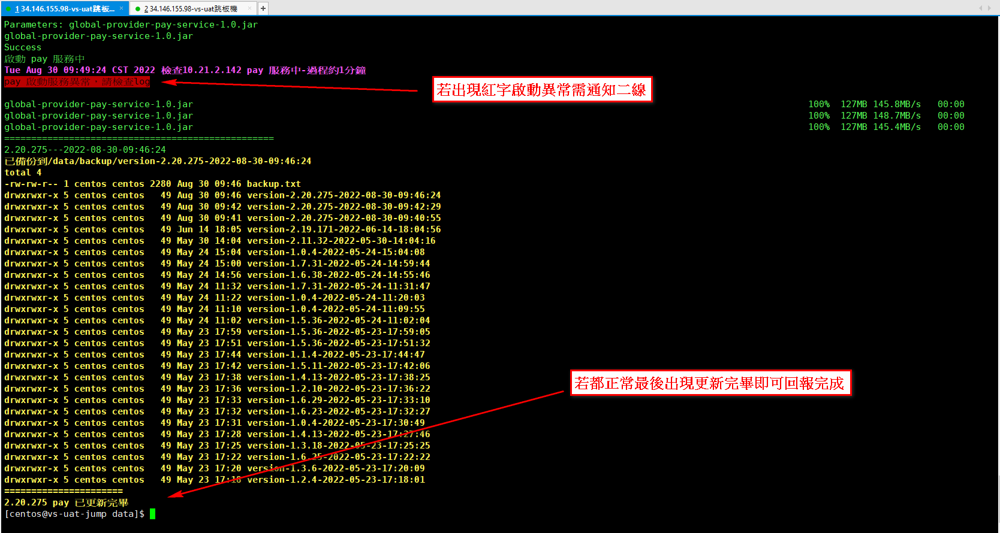 1 34.146.155.98-vs-uat跳板... ×
2 34.146.155.98-vs-uat跳板機 ×
+
Parameters: global-provider-pay-service-1.0.jar
global-provider-pay-service-1.0.jar
Success
啟動 pay 服務中
Tue Aug 30 09:49:24 CST 2022 檢查10.21.2.142 pay 服務中-過程約1分鐘
pay 啟動服務異常，請檢查log
若出現紅字啟動異常需通知二線
global-provider-pay-service-1.0.jar 100% 127MB 145.8MB/s 00:00
global-provider-pay-service-1.0.jar 100% 127MB 148.7MB/s 00:00
global-provider-pay-service-1.0.jar 100% 127MB 145.4MB/s 00:00
==================================================
2.20.275---2022-08-30-09:46:24
已備份到/data/backup/version-2.20.275-2022-08-30-09:46:24
total 4
-rw-rw-r-- 1 centos centos 2280 Aug 30 09:46 backup.txt
drwxrwxr-x 5 centos centos   49 Aug 30 09:46 version-2.20.275-2022-08-30-09:46:24
drwxrwxr-x 5 centos centos   49 Aug 30 09:42 version-2.20.275-2022-08-30-09:42:29
drwxrwxr-x 5 centos centos   49 Aug 30 09:41 version-2.20.275-2022-08-30-09:40:55
drwxrwxr-x 5 centos centos   49 Jun 14 18:05 version-2.19.171-2022-06-14-18:04:56
drwxrwxr-x 5 centos centos   49 May 30 14:04 version-2.11.32-2022-05-30-14:04:16
drwxrwxr-x 5 centos centos   49 May 24 15:04 version-1.0.4-2022-05-24-15:04:08
drwxrwxr-x 5 centos centos   49 May 24 15:00 version-1.7.31-2022-05-24-14:59:44
drwxrwxr-x 5 centos centos   49 May 24 14:56 version-1.6.38-2022-05-24-14:55:46
drwxrwxr-x 5 centos centos   49 May 24 11:32 version-1.7.31-2022-05-24-11:31:47
drwxrwxr-x 5 centos centos   49 May 24 11:22 version-1.0.4-2022-05-24-11:20:03
drwxrwxr-x 5 centos centos   49 May 24 11:10 version-1.0.4-2022-05-24-11:09:55
drwxrwxr-x 5 centos centos   49 May 24 11:02 version-1.5.36-2022-05-24-11:02:04
drwxrwxr-x 5 centos centos   49 May 23 17:59 version-1.5.36-2022-05-23-17:59:05
drwxrwxr-x 5 centos centos   49 May 23 17:51 version-1.5.36-2022-05-23-17:51:32
drwxrwxr-x 5 centos centos   49 May 23 17:44 version-1.1.4-2022-05-23-17:44:47
drwxrwxr-x 5 centos centos   49 May 23 17:42 version-1.5.11-2022-05-23-17:42:06
drwxrwxr-x 5 centos centos   49 May 23 17:38 version-1.4.13-2022-05-23-17:38:25
drwxrwxr-x 5 centos centos   49 May 23 17:36 version-1.2.10-2022-05-23-17:36:22
若都正常最後出現更新完畢即可回報完成
drwxrwxr-x 5 centos centos   49 May 23 17:33 version-1.6.29-2022-05-23-17:33:10
drwxrwxr-x 5 centos centos   49 May 23 17:32 version-1.6.23-2022-05-23-17:32:27
drwxrwxr-x 5 centos centos   49 May 23 17:31 version-1.0.4-2022-05-23-17:30:49
drwxrwxr-x 5 centos centos   49 May 23 17:28 version-1.4.13-2022-05-23-17:27:46
drwxrwxr-x 5 centos centos   49 May 23 17:25 version-1.3.18-2022-05-23-17:25:25
drwxrwxr-x 5 centos centos   49 May 23 17:22 version-1.6.25-2022-05-23-17:22:22
drwxrwxr-x 5 centos centos   49 May 23 17:20 version-1.3.6-2022-05-23-17:20:09
drwxrwxr-x 5 centos centos   49 May 23 17:18 version-1.2.4-2022-05-23-17:18:01
======================
2.20.275 pay 已更新完畢
[centos@vs-uat-jump data]$